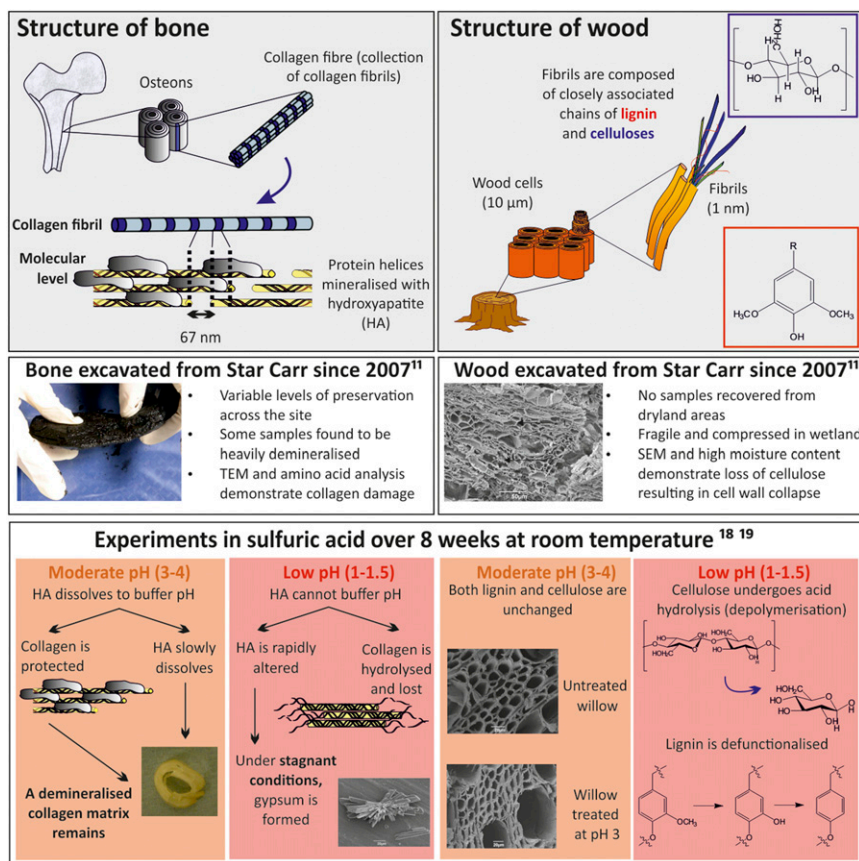 Structure of bone
Collagen fibre (collection
of collagen fibrils)
Osteons
Collagen fibril
Molecular
level
Protein helices
mineralised with
hydroxyapatite
(HA)
67 nm
Structure of wood
Fibrils are composed
of closely associated
chains of lignin
and celluloses
Wood cells
(10 µm)
Fibrils
(1 nm)
HOH₂C
H
O
H
OH
H
HO
H
H
OH
O
R
H₃CO
OCH₃
OH
Bone excavated from Star Carr since 2007¹¹
• Variable levels of preservation
across the site
• Some samples found to be
heavily demineralised
• TEM and amino acid analysis
demonstrate collagen damage
Wood excavated from Star Carr since 2007¹¹
• No samples recovered from
dryland areas
• Fragile and compressed in wetland
• SEM and high moisture content
demonstrate loss of cellulose
resulting in cell wall collapse
Experiments in sulfuric acid over 8 weeks at room temperature ¹⁸ ¹⁹
Moderate pH (3-4)
HA dissolves to buffer pH
Collagen is
protected
HA slowly
dissolves
A demineralised
collagen matrix
remains
Low pH (1-1.5)
HA cannot buffer pH
HA is rapidly
altered
Collagen is
hydrolysed
and lost
Under stagnant
conditions,
gypsum is
formed
Moderate pH (3-4)
Both lignin and cellulose are
unchanged
Untreated
willow
Willow
treated
at pH 3
Low pH (1-1.5)
Cellulose undergoes acid
hydrolysis (depolymerisation)
Lignin is defunctionalised
OCH₃
OH